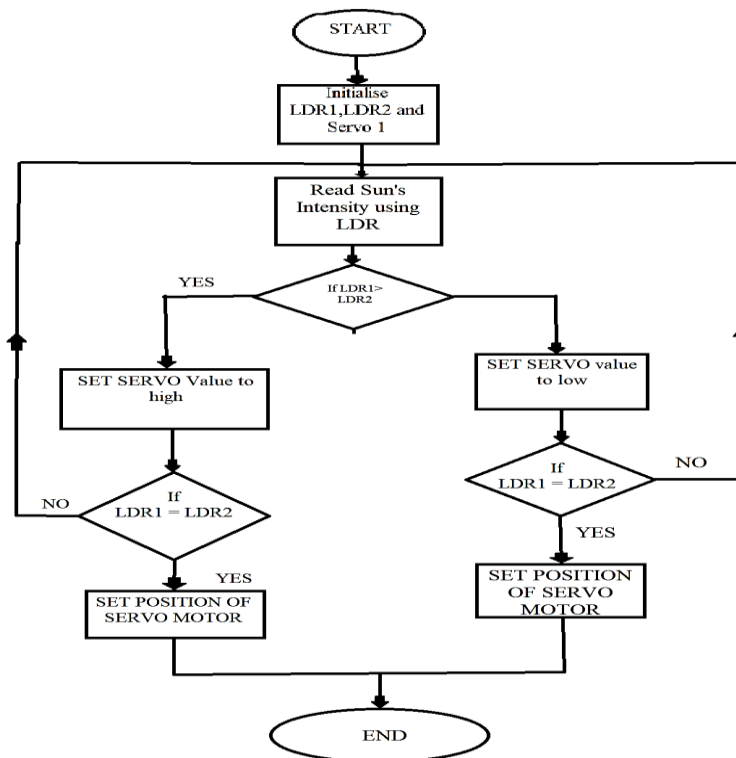 START
Initialise
LDR1,LDR2 and
Servo 1
Read Sun's
Intensity using
LDR
YES
If LDR1>
LDR2
SET SERVO Value to
high
SET SERVO value
to low
NO
If
LDR1 = LDR2
If
LDR1 = LDR2
NO
YES
YES
SET POSITION OF
SERVO MOTOR
SET POSITION
OF SERVO
MOTOR
END